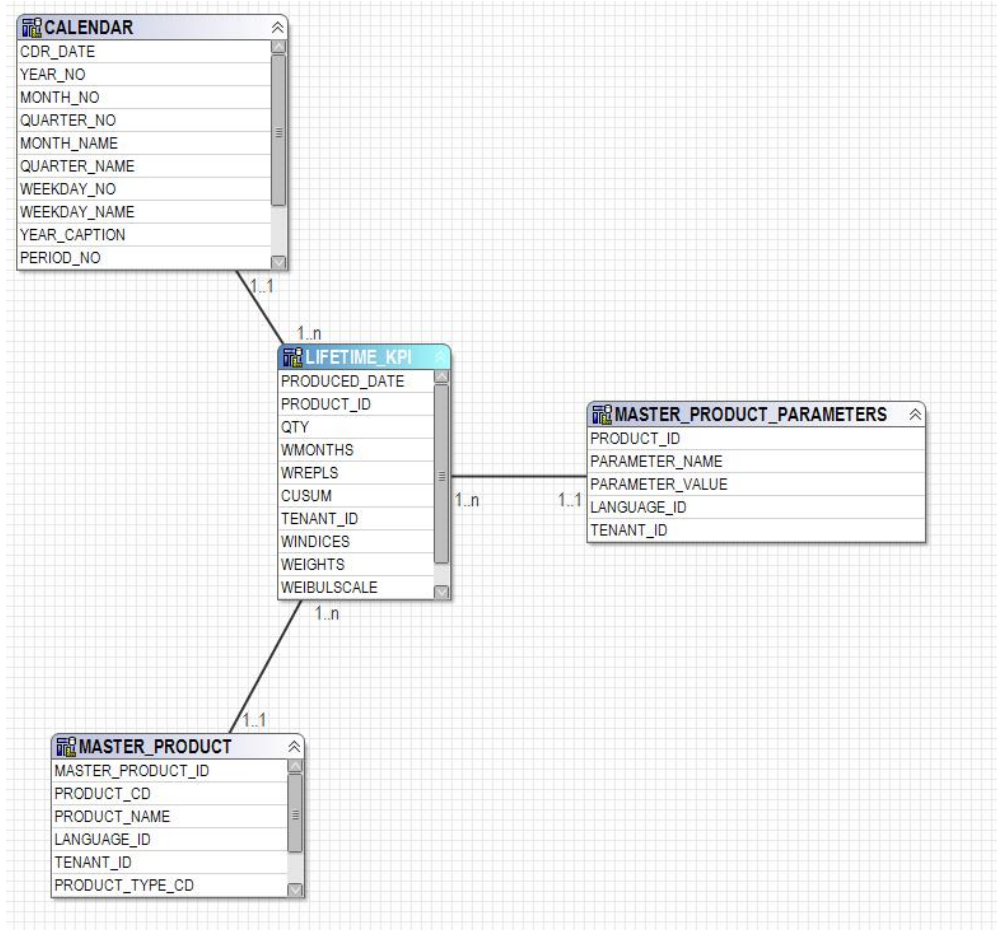 CALENDAR
CDR_DATE
YEAR_NO
MONTH_NO
QUARTER_NO
MONTH_NAME
QUARTER_NAME
WEEKDAY_NO
WEEKDAY_NAME
YEAR_CAPTION
PERIOD_NO
1..1
1..n
LIFETIME_KPI
PRODUCED_DATE
PRODUCT_ID
QTY
WMONTHS
WREPLS
CUSUM
TENANT_ID
WINDICES
WEIGHTS
WEIBULSCALE
1..n
1..1
MASTER_PRODUCT_PARAMETERS
PRODUCT_ID
PARAMETER_NAME
PARAMETER_VALUE
LANGUAGE_ID
TENANT_ID
1..n
1..1
MASTER_PRODUCT
MASTER_PRODUCT_ID
PRODUCT_CD
PRODUCT_NAME
LANGUAGE_ID
TENANT_ID
PRODUCT_TYPE_CD